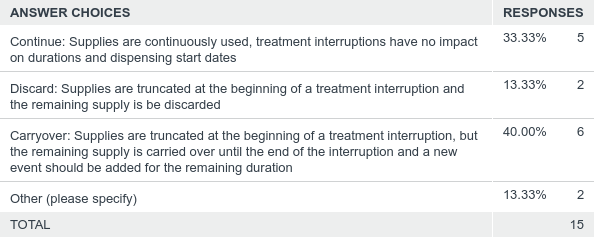 ANSWER CHOICES RESPONSES
Continue: Supplies are continuously used, treatment interruptions have no impact 33.33% 5
on durations and dispensing start dates
Discard: Supplies are truncated at the beginning of a treatment interruption and 13.33% 2
the remaining supply is be discarded
Carryover: Supplies are truncated at the beginning of a treatment interruption, but 40.00% 6
the remaining supply is carried over until the end of the interruption and a new
event should be added for the remaining duration
Other (please specify) 13.33% 2
TOTAL 15